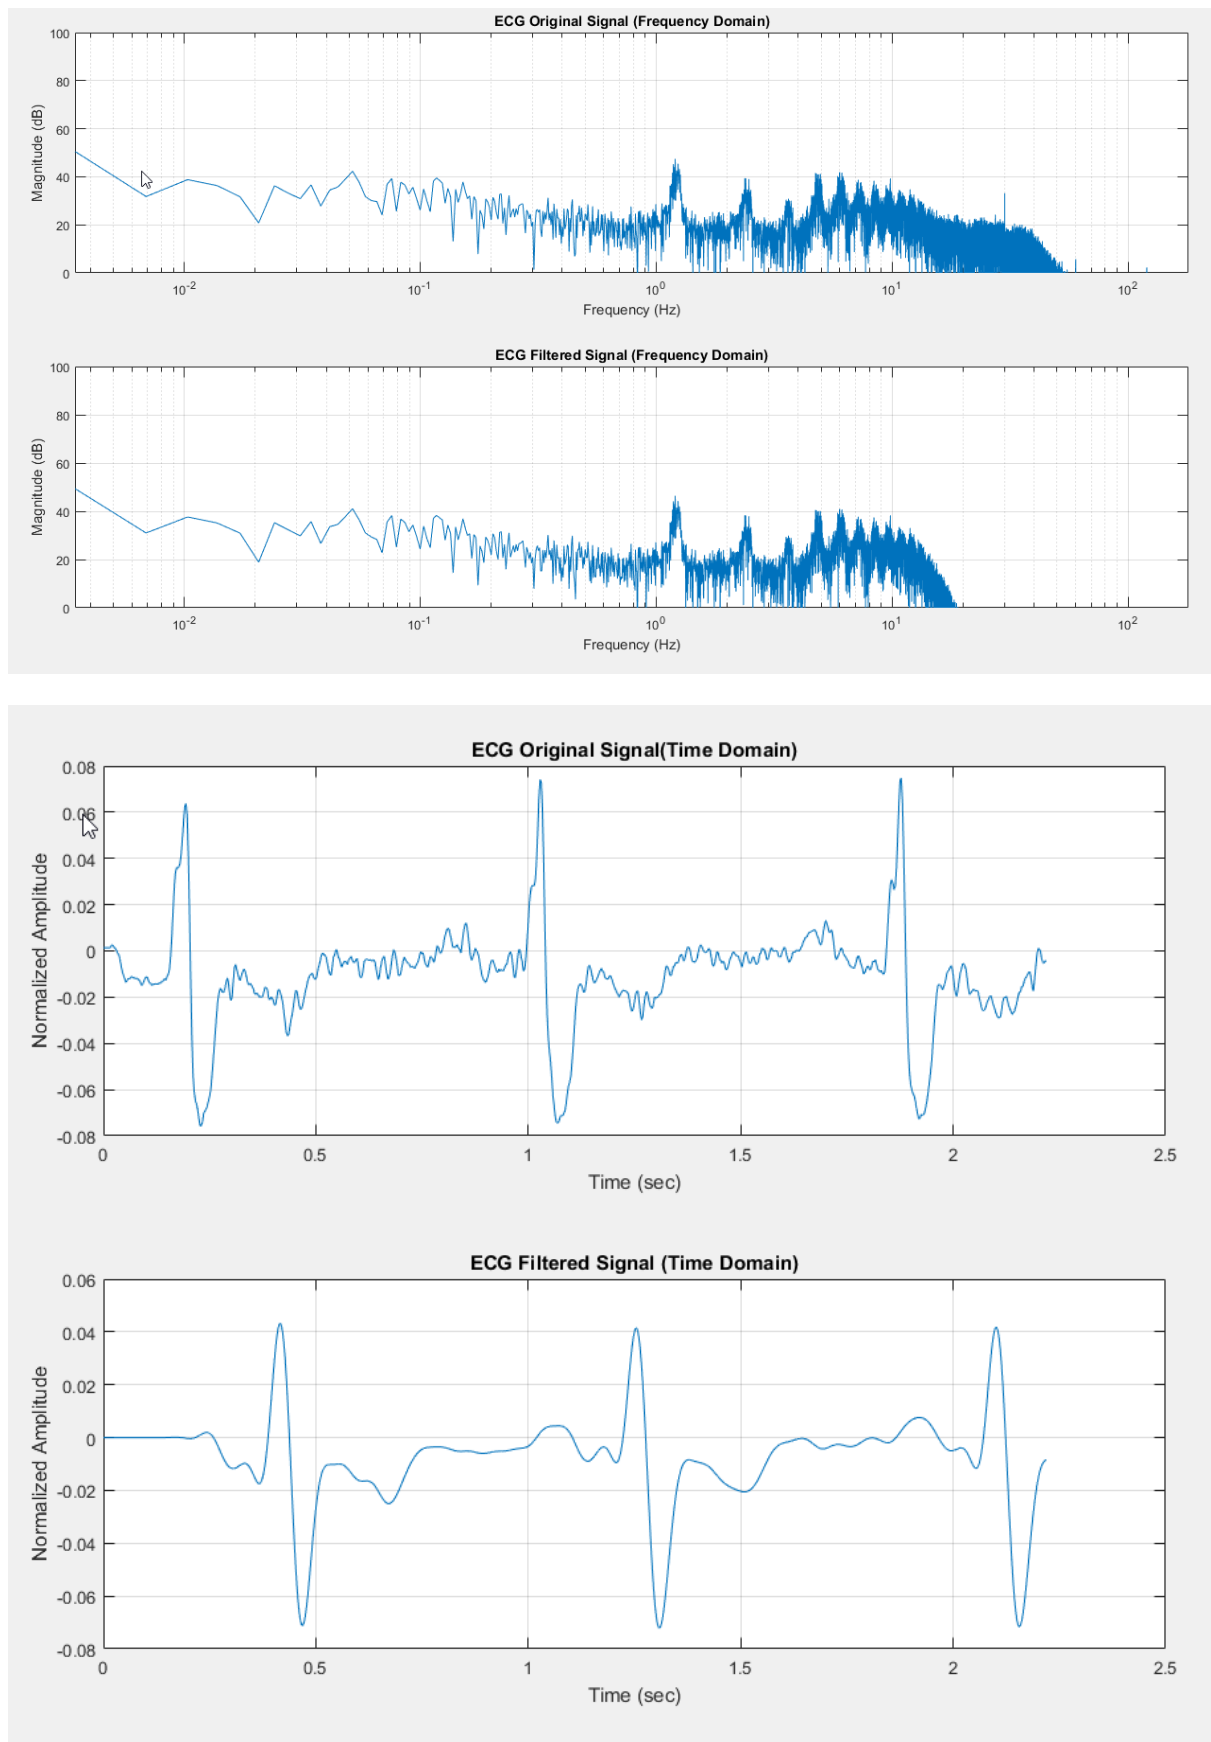 ECG Original Signal (Frequency Domain)
100
80
60
40
20
0
Magnitude (dB)
10-2 10-1 100 101 102
Frequency (Hz)
ECG Filtered Signal (Frequency Domain)
100
80
60
40
20
0
Magnitude (dB)
10-2 10-1 100 101 102
Frequency (Hz)
ECG Original Signal(Time Domain)
0.08
0.06
0.04
0.02
0
-0.02
-0.04
-0.06
-0.08
Normalized Amplitude
0 0.5 1 1.5 2 2.5
Time (sec)
ECG Filtered Signal (Time Domain)
0.06
0.04
0.02
0
-0.02
-0.04
-0.06
-0.08
Normalized Amplitude
0 0.5 1 1.5 2 2.5
Time (sec)